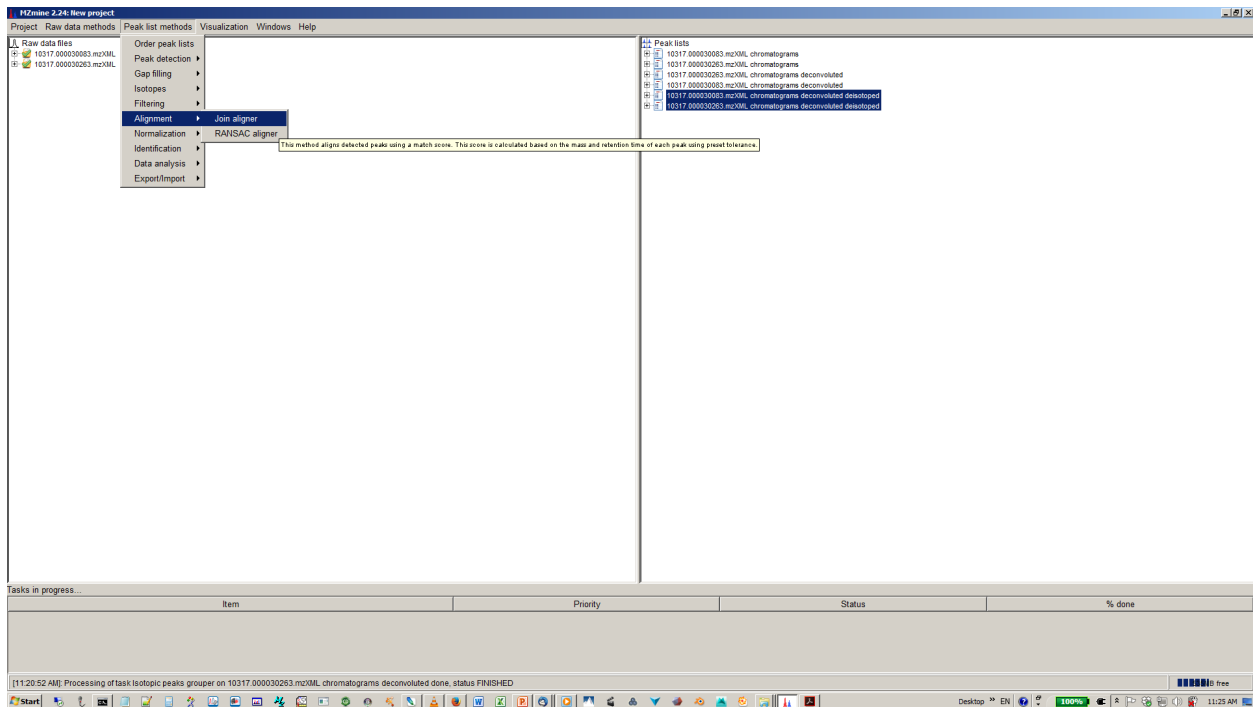 MZmine 2.24: New project
Project Raw data methods Peak list methods Visualization Windows Help
Raw data files
10317.000030083.mzXML
10317.000030263.mzXML
Order peak lists
Peak detection
Gap filling
Isotopes
Filtering
Alignment
Normalization
Identification
Data analysis
Export/Import
Join aligner
RANSAC aligner
This method aligns detected peaks using a match score. This score is calculated based on the mass and retention time of each peak using preset tolerance.
Peak lists
10317.000030083.mzXML chromatograms
10317.000030263.mzXML chromatograms
10317.000030263.mzXML chromatograms deconvoluted
10317.000030083.mzXML chromatograms deconvoluted
10317.000030083.mzXML chromatograms deconvoluted deisotoped
10317.000030263.mzXML chromatograms deconvoluted deisotoped
Tasks in progress...
Item Priority Status % done
[11:20:52 AM]: Processing of task Isotopic peaks grouper on 10317.000030263.mzXML chromatograms deconvoluted done, status FINISHED
B free
Start
Desktop » EN 100% 11:25 AM